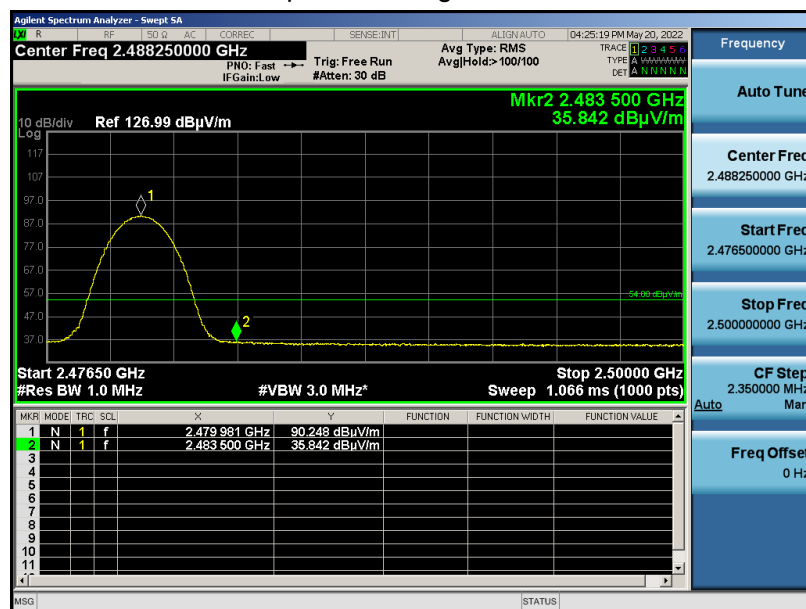 Agilent Spectrum Analyzer - Swept SA
LXI R RF 50 Ω AC CORREC SENSE:INT ALIGN AUTO 04:25:19 PM May 20, 2022
Center Freq 2.488250000 GHz
PNO: Fast
IFGain:Low
Trig: Free Run
#Atten: 30 dB
Avg Type: RMS
Avg|Hold:>100/100
TRACE 1 2 3 4 5 6
TYPE A WWWWW
DET A N N N N N
Mkr2 2.483 500 GHz
35.842 dBµV/m
10 dB/div Ref 126.99 dBµV/m
Log
117
107
97.0
87.0
77.0
67.0
57.0
47.0
37.0
1
2
54.00 dBµV/m
Start 2.47650 GHz Stop 2.50000 GHz
#Res BW 1.0 MHz #VBW 3.0 MHz* Sweep 1.066 ms (1000 pts)
MKR MODE TRC SCL X Y FUNCTION FUNCTION WIDTH FUNCTION VALUE
1 N 1 f 2.479 981 GHz 90.248 dBµV/m
2 N 1 f 2.483 500 GHz 35.842 dBµV/m
3
4
5
6
7
8
9
10
11
MSG STATUS
Frequency
Auto Tune
Center Freq
2.488250000 GHz
Start Freq
2.476500000 GHz
Stop Freq
2.500000000 GHz
CF Step
2.350000 MHz
Auto Man
Freq Offset
0 Hz